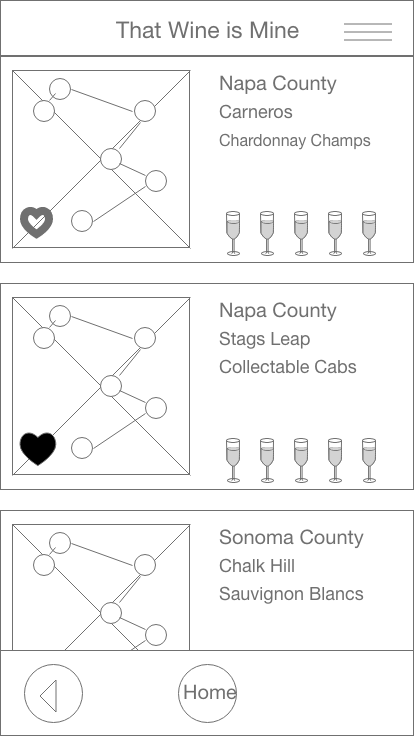 That Wine is Mine
Napa County
Carneros
Chardonnay Champs
Napa County
Stags Leap
Collectable Cabs
Sonoma County
Chalk Hill
Sauvignon Blancs
Home